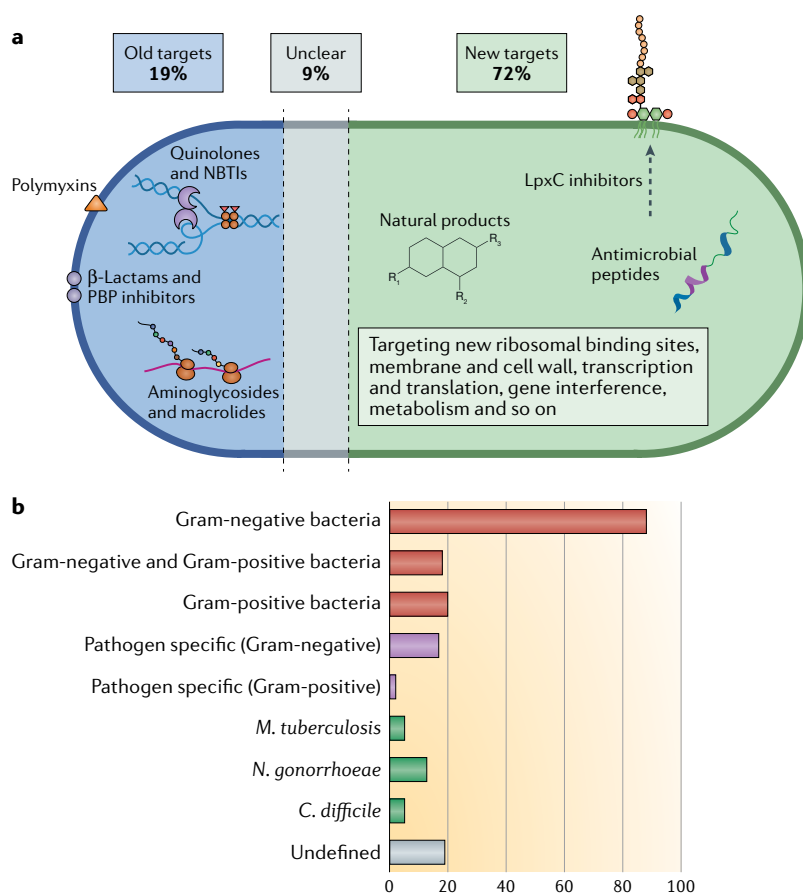 a
Old targets
19%
Unclear
9%
New targets
72%
Quinolones
and NBTIs
Polymyxins
LpxC inhibitors
Natural products
R₃
R₁
R₂
Antimicrobial
peptides
β-Lactams and
PBP inhibitors
Targeting new ribosomal binding sites,
membrane and cell wall, transcription
and translation, gene interference,
metabolism and so on
Aminoglycosides
and macrolides
b
Gram-negative bacteria
Gram-negative and Gram-positive bacteria
Gram-positive bacteria
Pathogen specific (Gram-negative)
Pathogen specific (Gram-positive)
M. tuberculosis
N. gonorrhoeae
C. difficile
Undefined
0 20 40 60 80 100